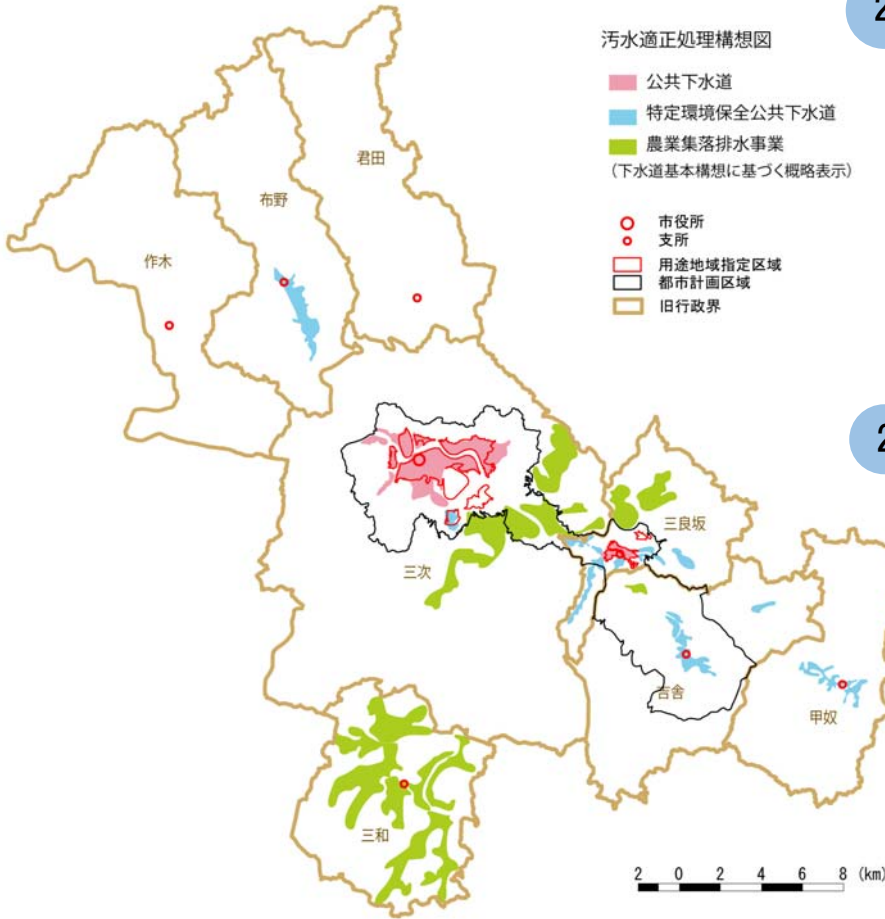 2
汚水適正処理構想図
公共下水道
特定環境保全公共下水道
農業集落排水事業
(下水道基本構想に基づく概略表示)
市役所
支所
用途地域指定区域
都市計画区域
旧行政界
君田
布野
作木
2
三良坂
三次
吉舎
甲奴
三和
2 0 2 4 6 8 (km)